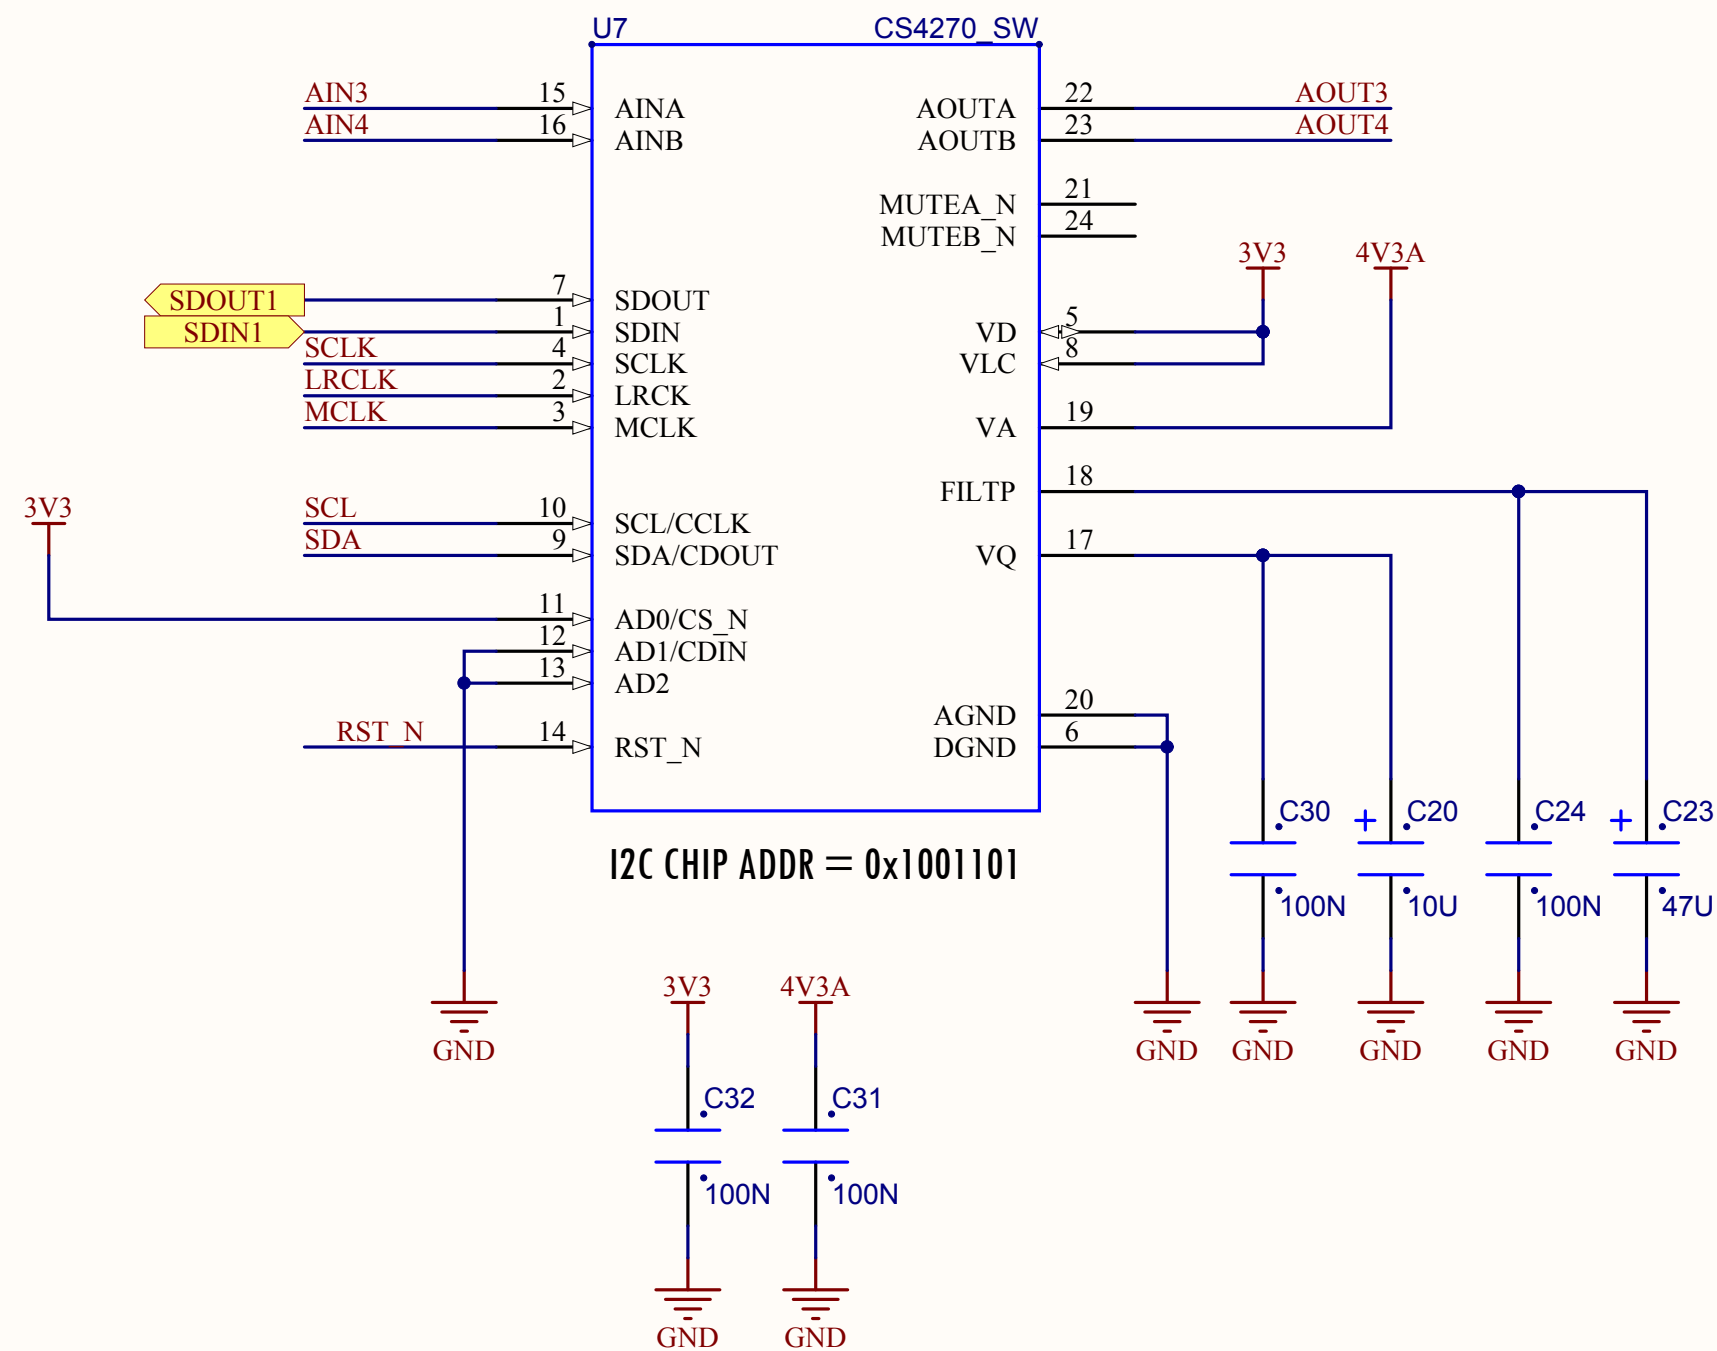 U7 CS4270_SW
AIN3 15 AINA AOUTA 22 AOUT3
AIN4 16 AINB AOUTB 23 AOUT4
MUTEA_N 21
MUTEB_N 24
3V3 4V3A
SDOUT1 7 SDOUT
SDIN1 1 SDIN VD 5
SCLK 4 SCLK VLC 8
LRCLK 2 LRCK
MCLK 3 MCLK VA 19
FILTP 18
3V3 SCL 10 SCL/CCLK
SDA 9 SDA/CDOUT VQ 17
11 AD0/CS_N
12 AD1/CDIN
13 AD2
AGND 20
RST_N 14 RST_N DGND 6
C30 + C20 C24 + C23
I2C CHIP ADDR = 0x1001101
100N 10U 100N 47U
3V3 4V3A
GND GND GND GND GND GND
C32 C31
100N 100N
GND GND